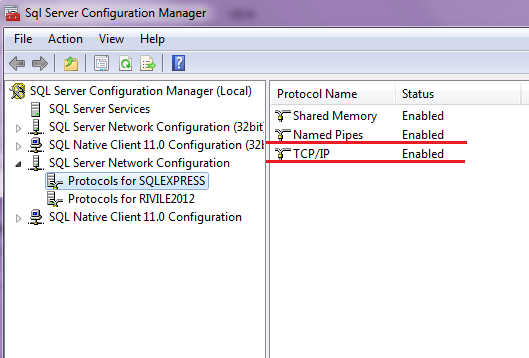 Sql Server Configuration Manager
File Action View Help
SQL Server Configuration Manager (Local)
SQL Server Services
SQL Server Network Configuration (32bit)
SQL Native Client 11.0 Configuration (32b
SQL Server Network Configuration
Protocols for SQLEXPRESS
Protocols for RIVILE2012
SQL Native Client 11.0 Configuration
Protocol Name Status
Shared Memory Enabled
Named Pipes Enabled
TCP/IP Enabled